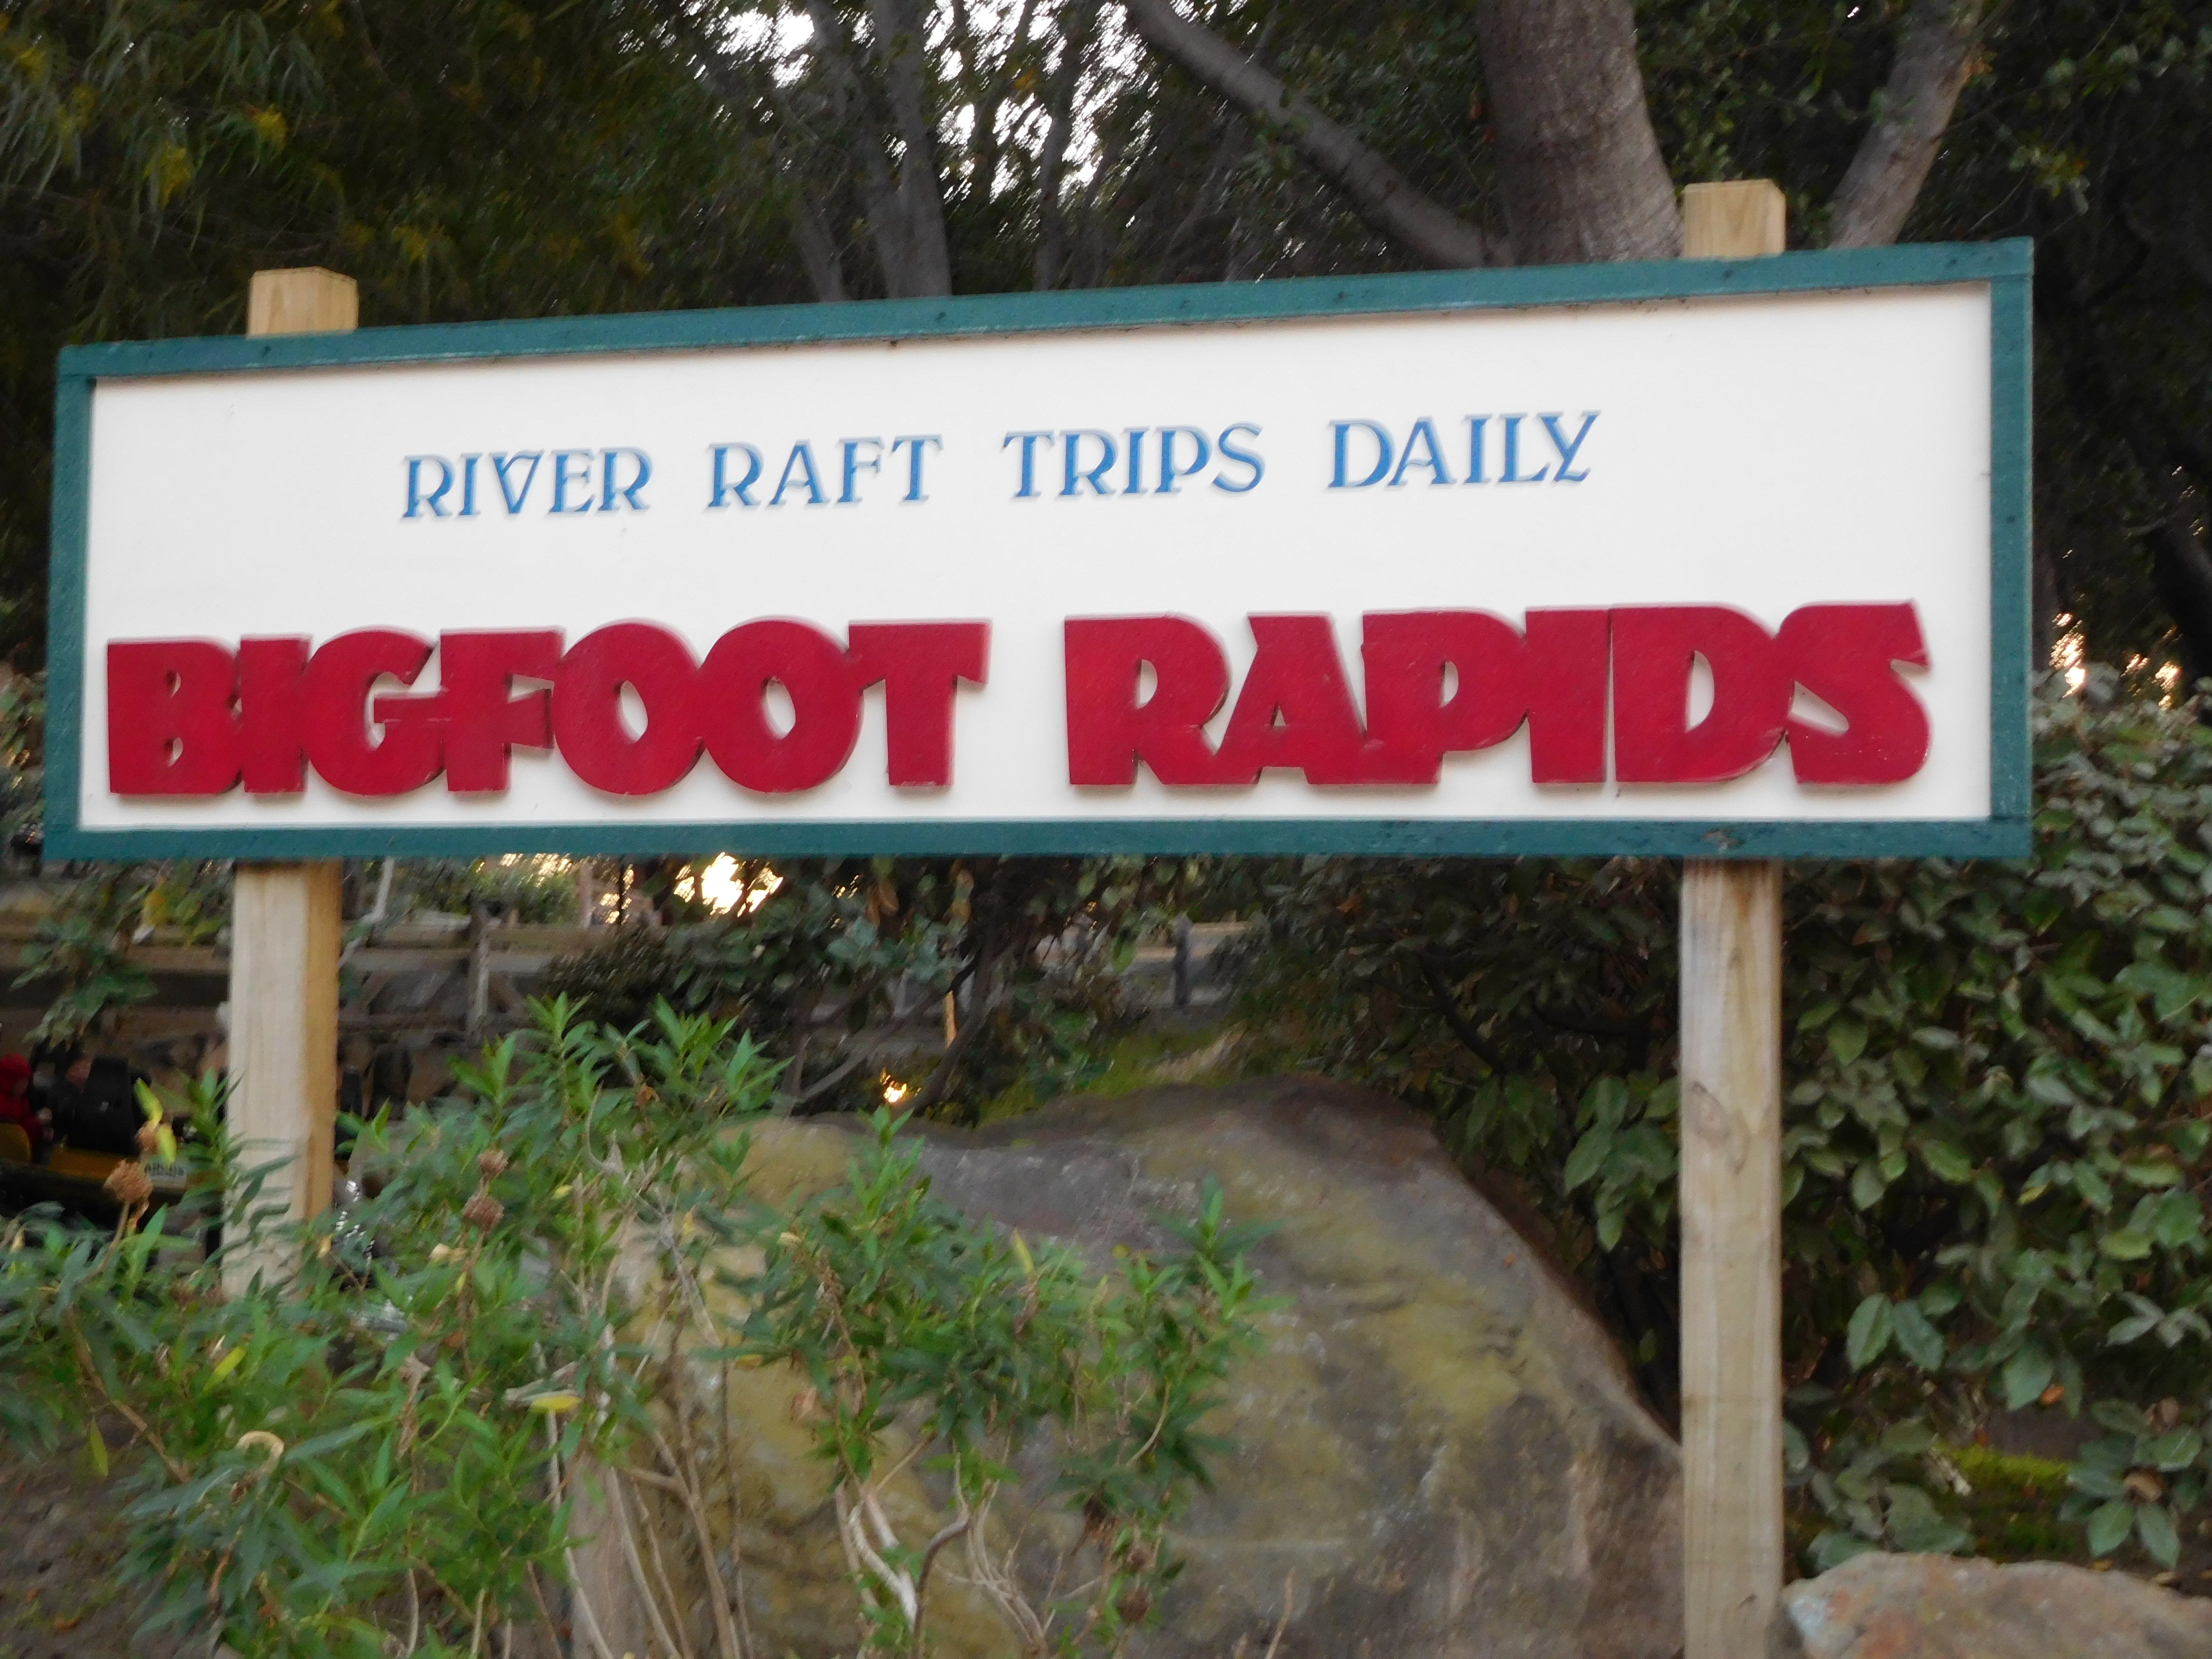 RIVER RAFT TRIPS DAILY
BIGFOOT RAPIDS